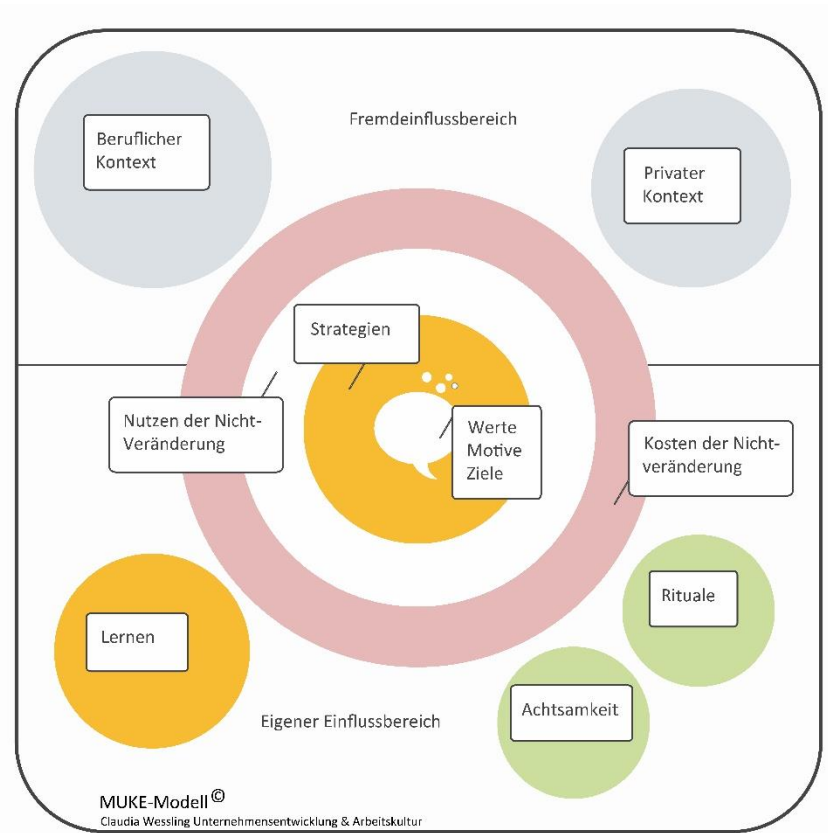 Fremdeinflussbereich
Beruflicher
Kontext
Privater
Kontext
Strategien
Nutzen der Nicht-
Veränderung
Werte
Motive
Ziele
Kosten der Nicht-
veränderung
Rituale
Lernen
Achtsamkeit
Eigener Einflussbereich
MUKE-Modell©
Claudia Wessling Unternehmensentwicklung & Arbeitskultur